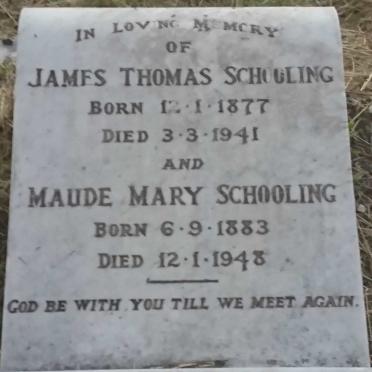 IN LOVING MEMORY
OF
JAMES THOMAS SCHOOLING
BORN 12·1·1877
DIED 3·3·1941
AND
MAUDE MARY SCHOOLING
BORN 6·9·1883
DIED 12·1·1948
GOD BE WITH YOU TILL WE MEET AGAIN.